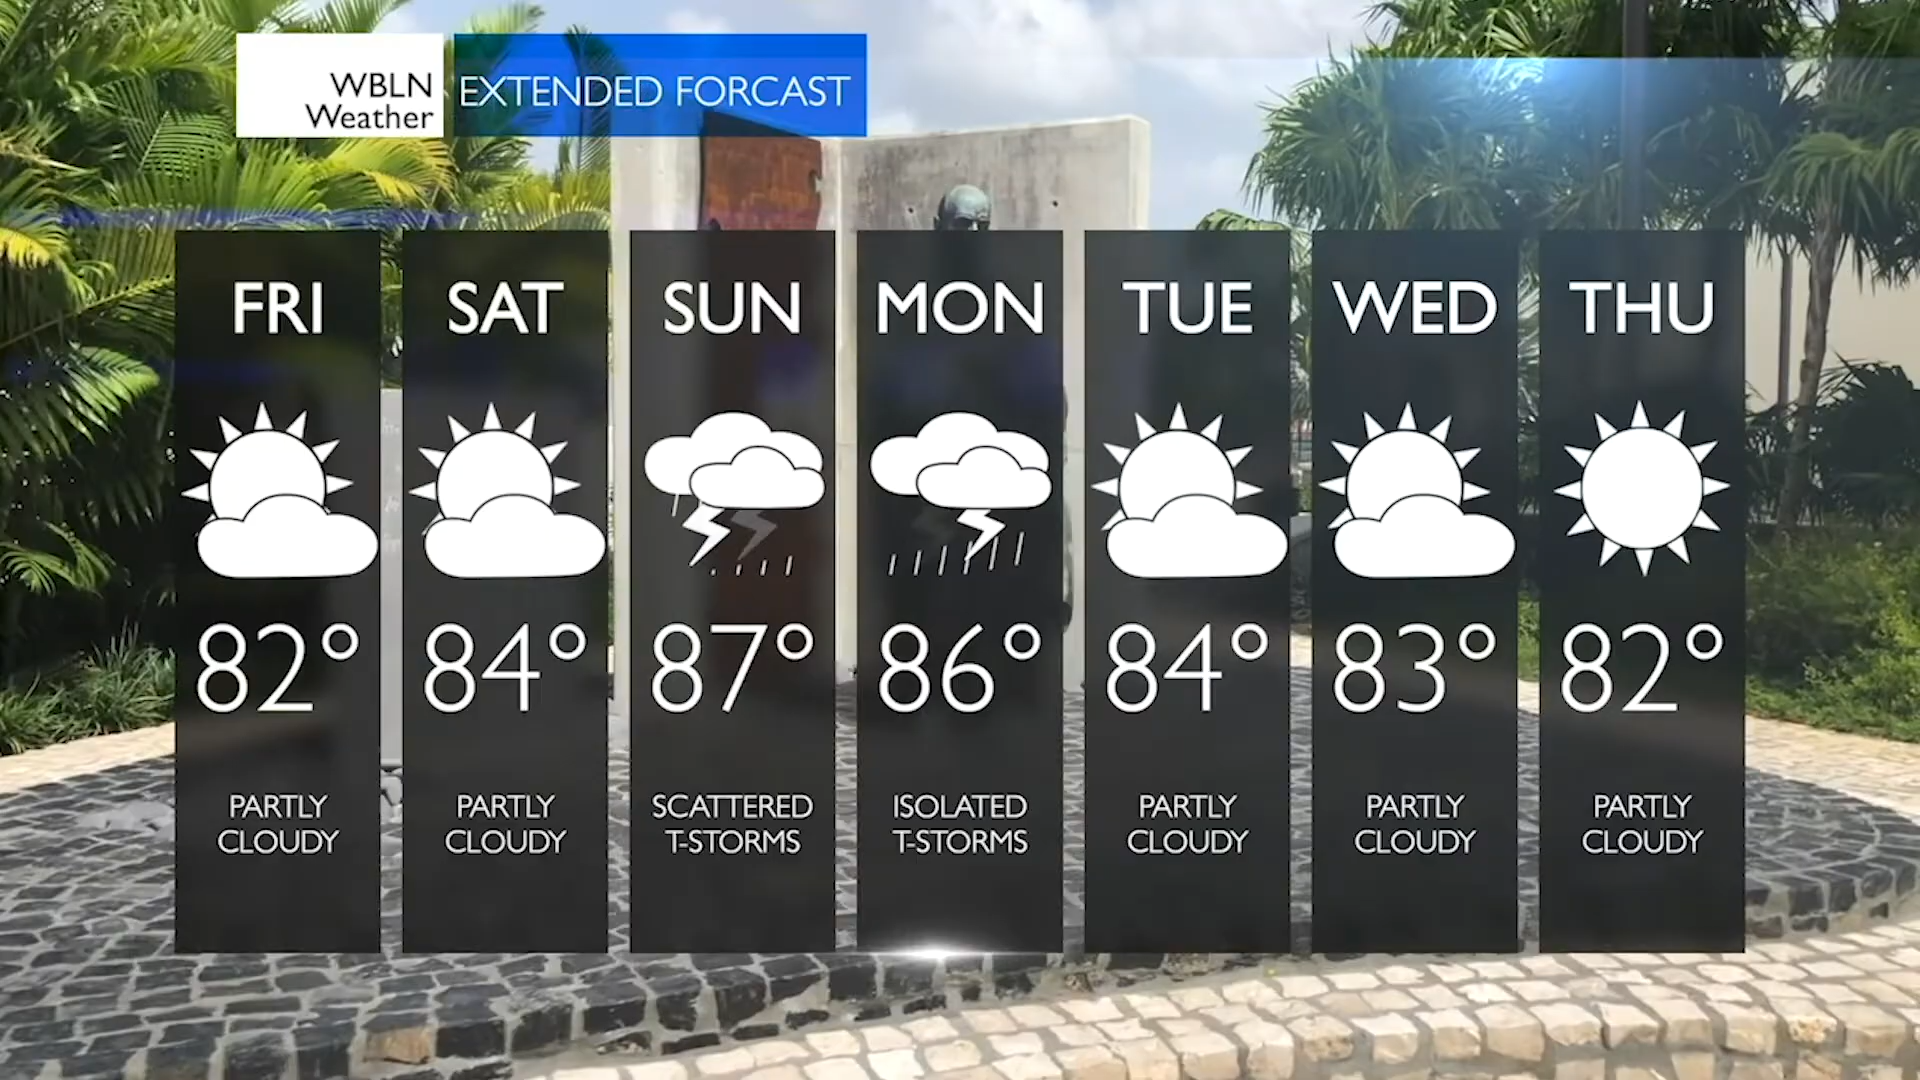 WBLN
Weather
EXTENDED FORCAST
FRI
82°
PARTLY
CLOUDY
SAT
84°
PARTLY
CLOUDY
SUN
87°
SCATTERED
T-STORMS
MON
86°
ISOLATED
T-STORMS
TUE
84°
PARTLY
CLOUDY
WED
83°
PARTLY
CLOUDY
THU
82°
PARTLY
CLOUDY